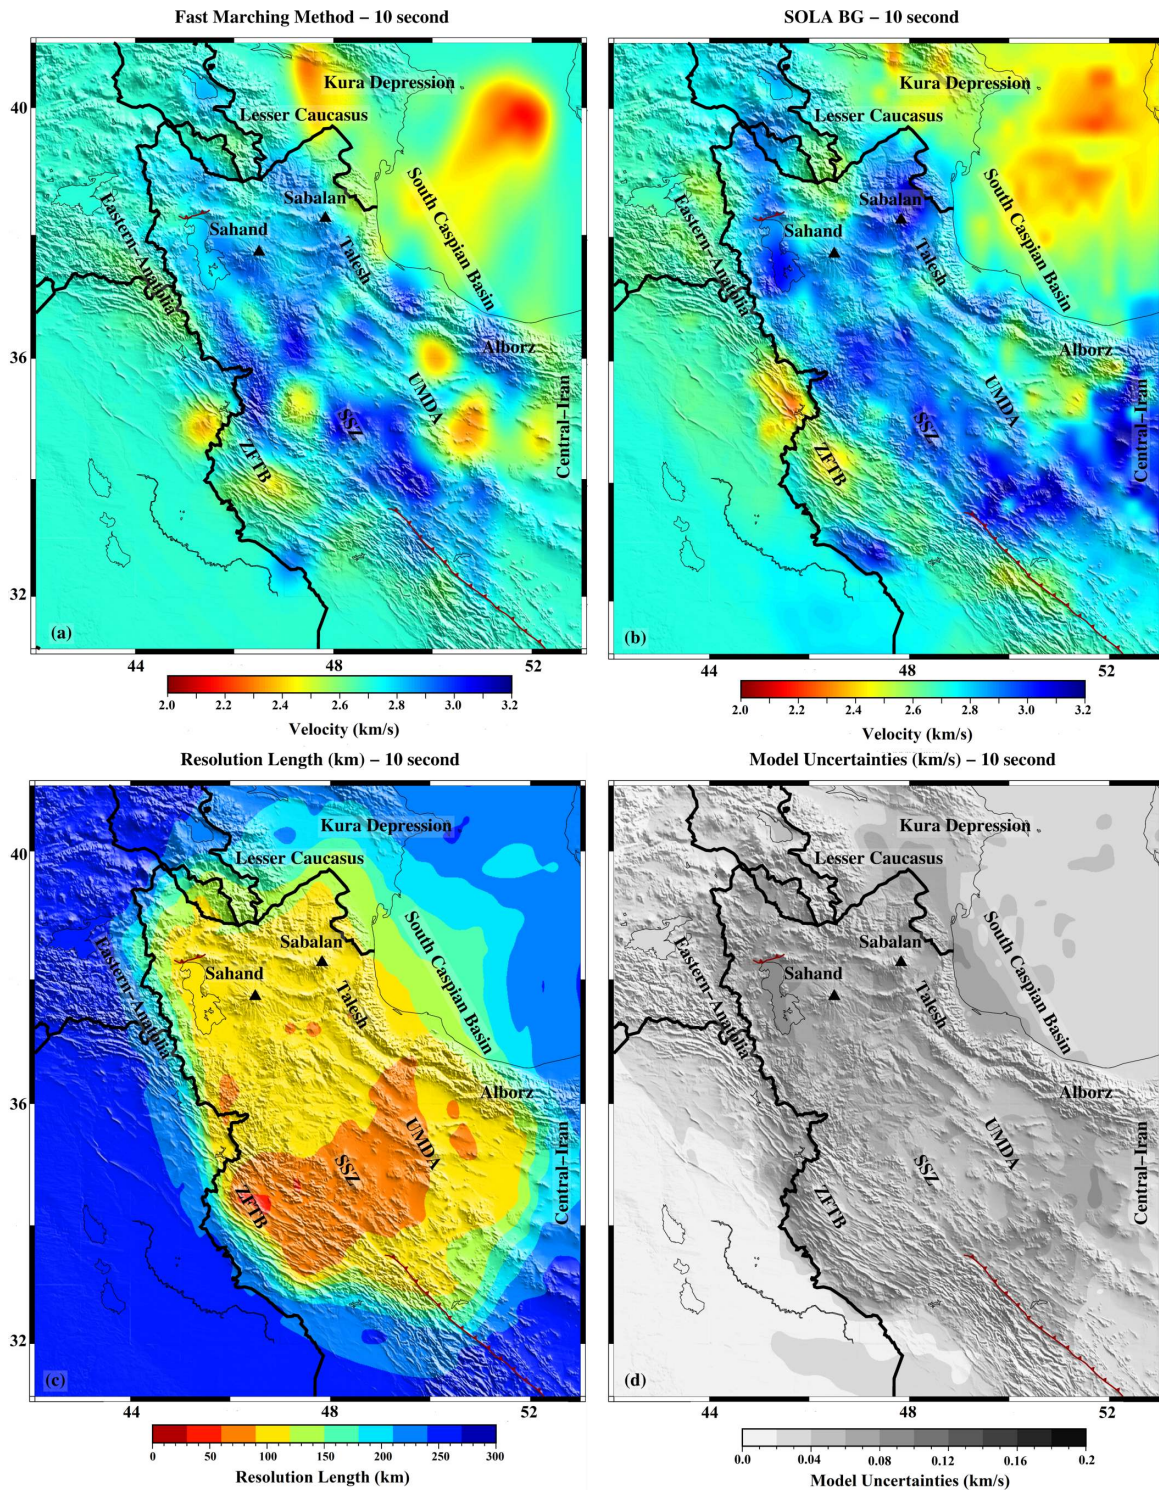 Fast Marching Method – 10 second
40
36
32
Kura Depression
Lesser Caucasus
Sabalan
Sahand
Talesh
South Caspian Basin
Eastern–Anatolia
Alborz
UMDA
SSZ
ZFTB
Central–Iran
(a)
44
48
52
2.0
2.2
2.4
2.6
2.8
3.0
3.2
Velocity (km/s)
SOLA BG – 10 second
40
36
32
Kura Depression
Lesser Caucasus
Sabalan
Sahand
Talesh
South Caspian Basin
Eastern–Anatolia
Alborz
UMDA
SSZ
ZFTB
Central–Iran
(b)
44
48
52
2.0
2.2
2.4
2.6
2.8
3.0
3.2
Velocity (km/s)
Resolution Length (km) – 10 second
40
36
32
Kura Depression
Lesser Caucasus
Sabalan
Sahand
Talesh
South Caspian Basin
Eastern–Anatolia
Alborz
UMDA
SSZ
ZFTB
Central–Iran
(c)
44
48
52
0
50
100
150
200
250
300
Resolution Length (km)
Model Uncertainties (km/s) – 10 second
40
36
32
Kura Depression
Lesser Caucasus
Sabalan
Sahand
Talesh
South Caspian Basin
Eastern–Anatolia
Alborz
UMDA
SSZ
ZFTB
Central–Iran
(d)
44
48
52
0.0
0.04
0.08
0.12
0.16
0.2
Model Uncertainties (km/s)